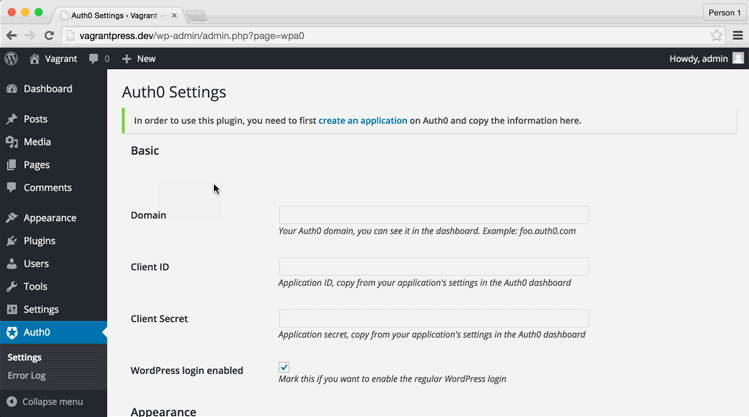 Auth0 Settings ‹ Vagrant —
Person 1
vagrantpress.dev/wp-admin/admin.php?page=wpa0
Vagrant 0 + New Howdy, admin
Dashboard
Posts
Media
Pages
Comments
Appearance
Plugins
Users
Tools
Settings
Auth0
Settings
Error Log
Collapse menu
Auth0 Settings
In order to use this plugin, you need to first create an application on Auth0 and copy the information here.
Basic
Domain
Your Auth0 domain, you can see it in the dashboard. Example: foo.auth0.com
Client ID
Application ID, copy from your application's settings in the Auth0 dashboard
Client Secret
Application secret, copy from your application's settings in the Auth0 dashboard
WordPress login enabled
Mark this if you want to enable the regular WordPress login
Appearance